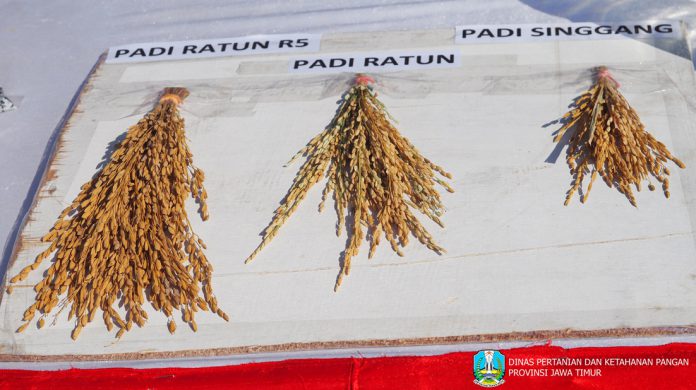 PADI RATUN R5
PADI RATUN
PADI SINGGANG
DINAS PERTANIAN DAN KETAHANAN PANGAN
PROVINSI JAWA TIMUR